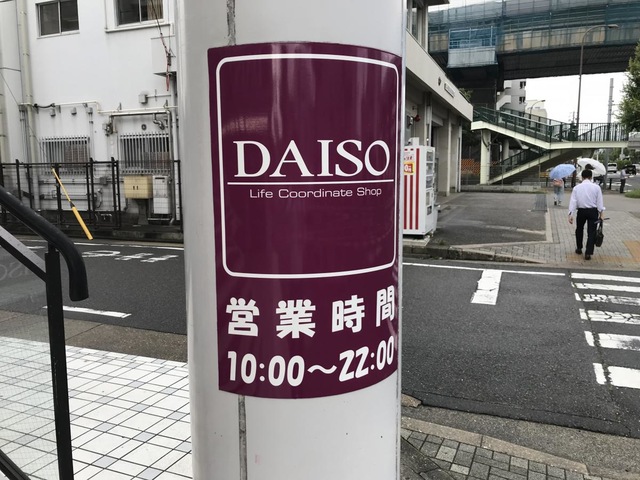 DAISO
Life Coordinate Shop
営業時間
10:00～22:00